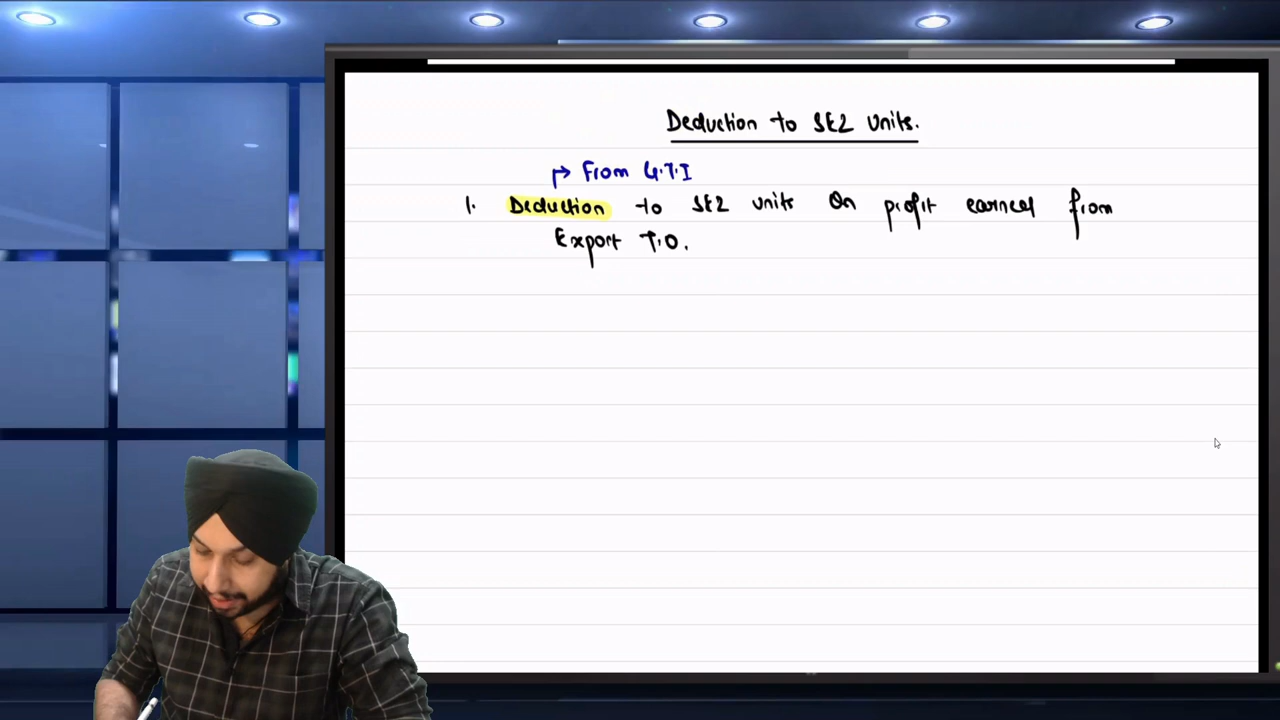 Deduction to SEZ Units.
↱ From G.T.I
1. Deduction to SEZ units on profit earned from
Export T.O.